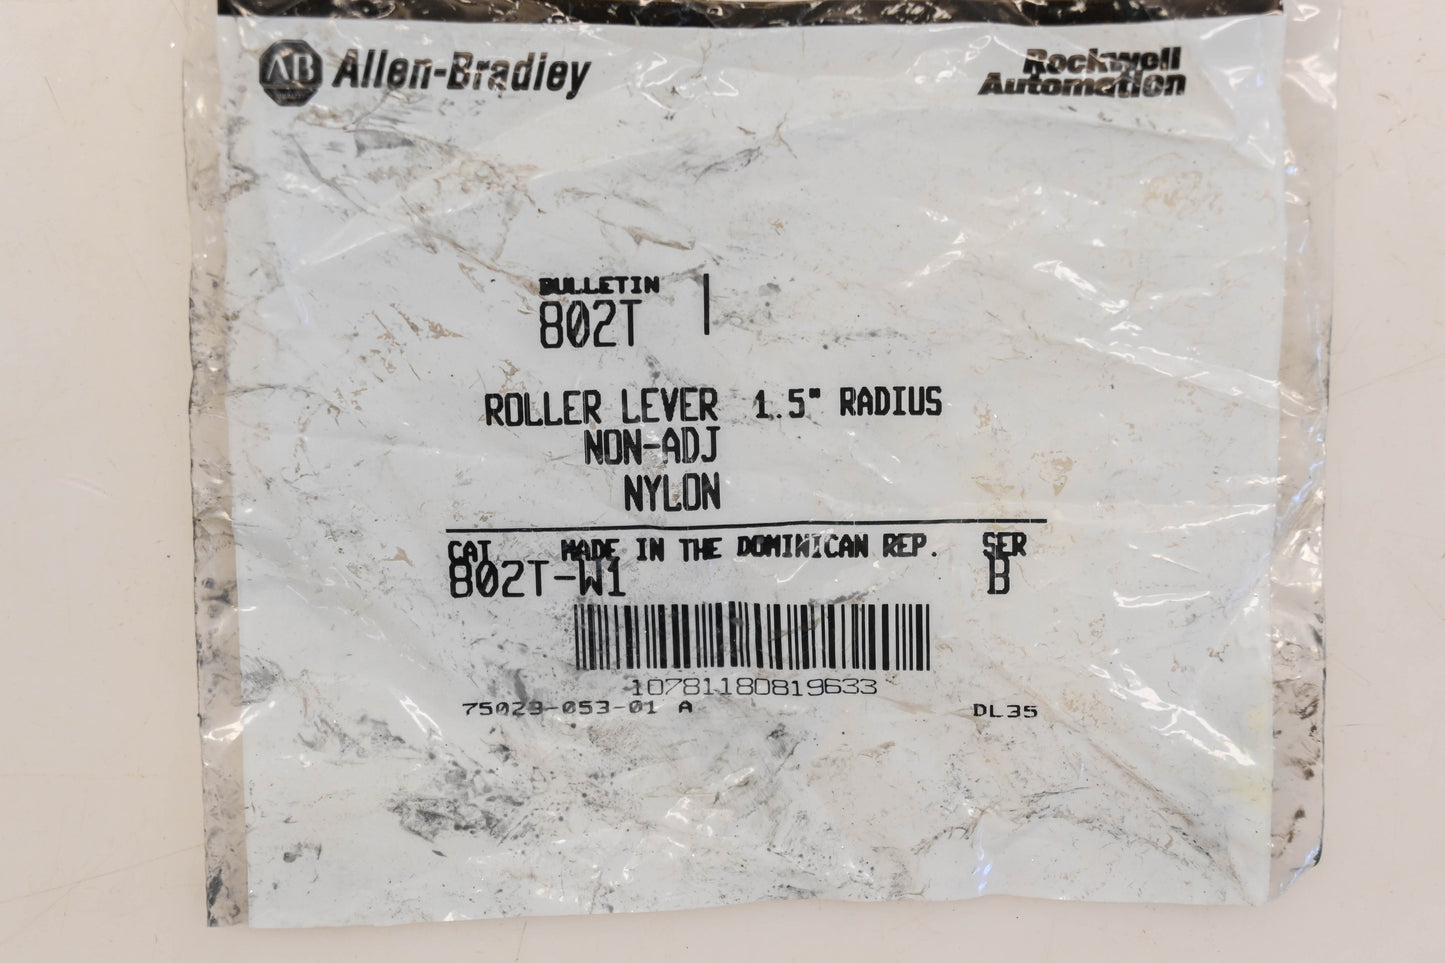 AB Allen-Bradley
QUALITY
Rockwell
Automation
BULLETIN
802T
ROLLER LEVER 1.5" RADIUS
NON-ADJ
NYLON
CAT MADE IN THE DOMINICAN REP. SER
802T-W1 B
10781180819633
75029-053-01 A DL35